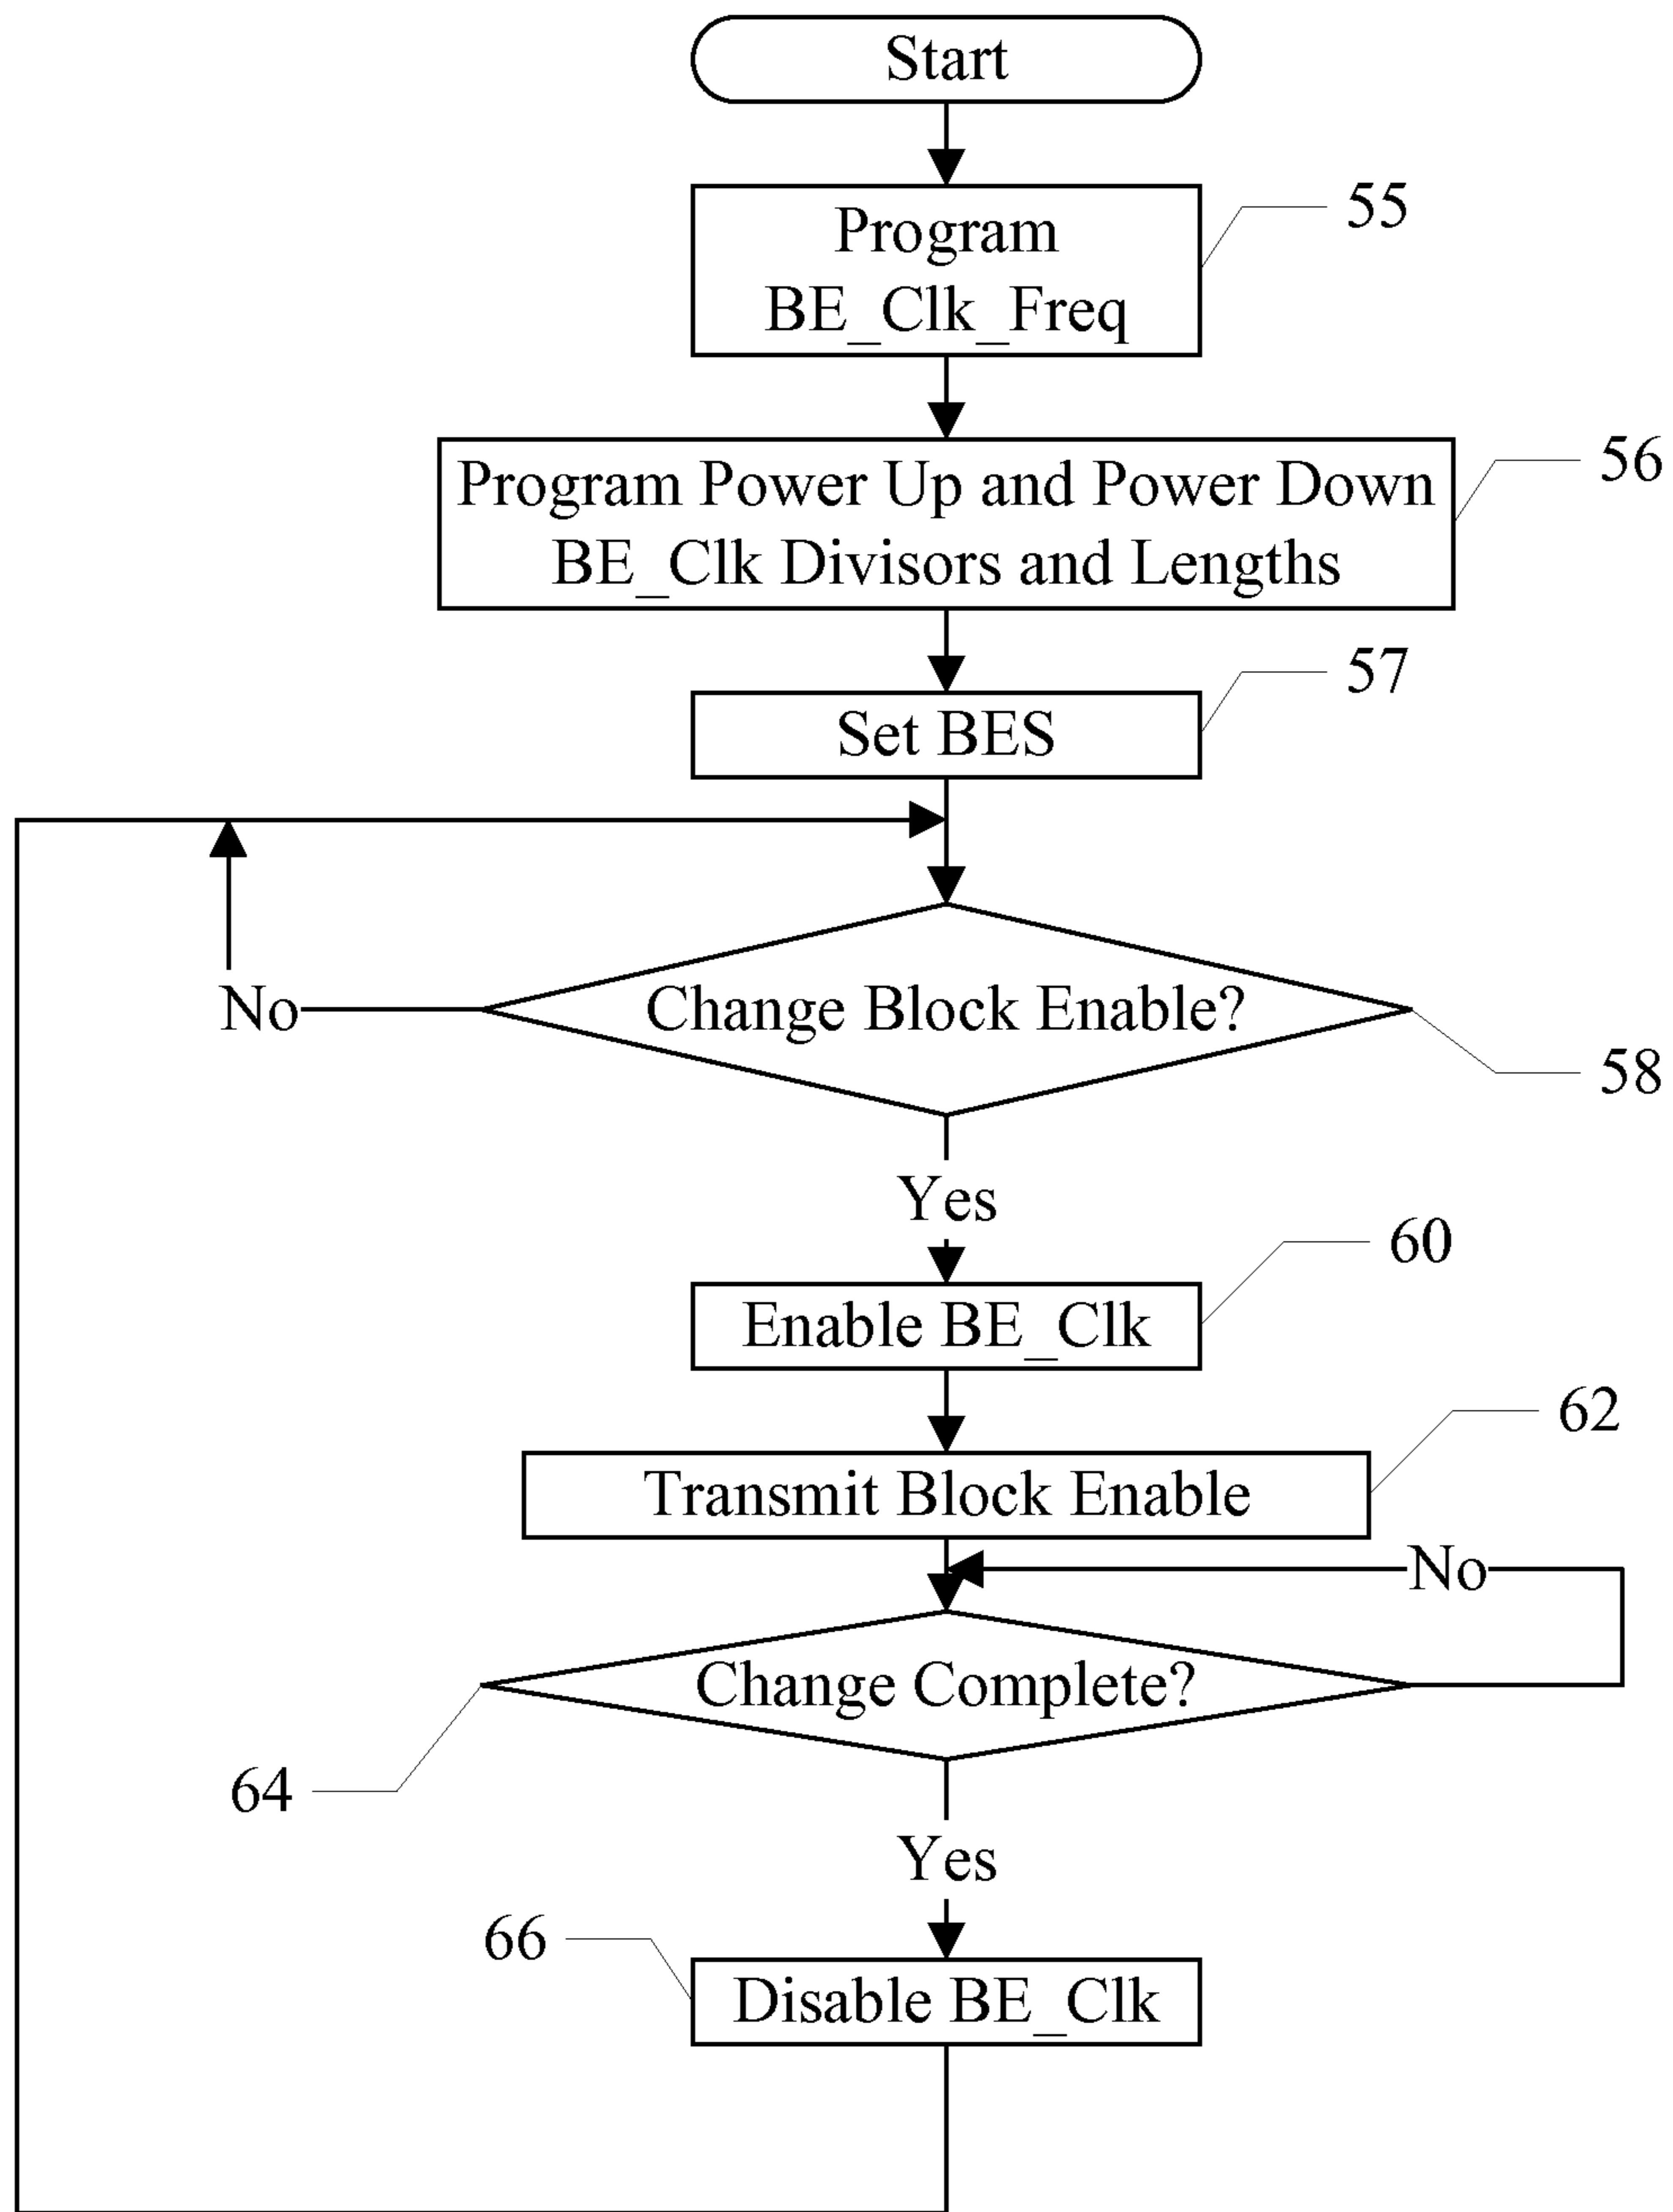 Start
Program
BE_Clk_Freq
55
Program Power Up and Power Down
BE_Clk Divisors and Lengths
56
Set BES
57
Change Block Enable?
No
58
Yes
Enable BE_Clk
60
Transmit Block Enable
62
No
Change Complete?
64
Yes
66
Disable BE_Clk